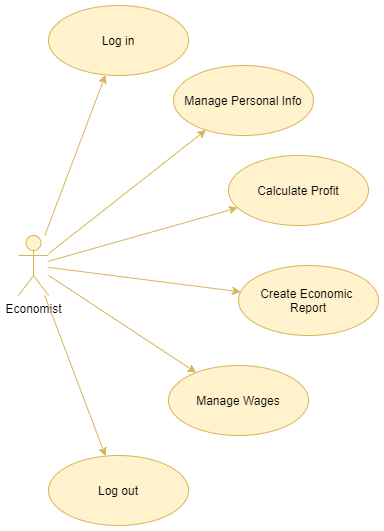 Log in
Manage Personal Info
Calculate Profit
Economist
Create Economic
Report
Manage Wages
Log out